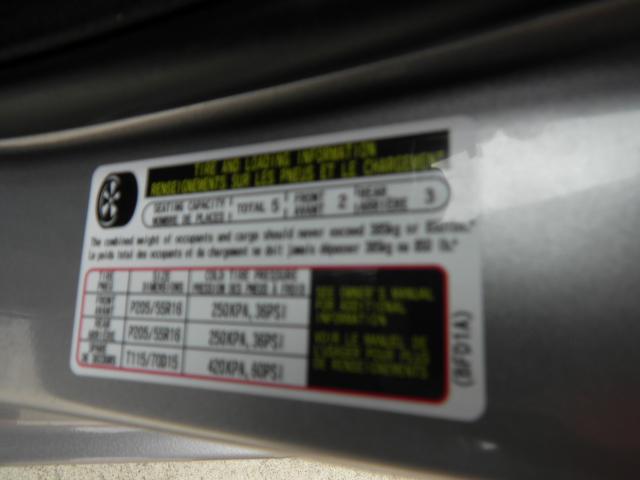 TIRE AND LOADING INFORMATION
RENSEIGNEMENTS SUR LES PNEUS ET LE CHARGEMENT
SEATING CAPACITY TOTAL 5 FRONT 2 REAR 3
NOMBRE DE PLACES AVANT ARRIÈRE
The combined weight of occupants and cargo should never exceed 385kg or 850lbs.
Le poids total des occupants et du chargement ne doit jamais dépasser 385kg ou 850 lb.
TIRE SIZE COLD TIRE PRESSURE
PNEU DIMENSIONS PRESSION DES PNEUS À FROID
FRONT AVANT P205/55R16 250KPA, 36PSI
REAR ARRIÈRE P205/55R16 250KPA, 36PSI
SPARE DE SECOURS T115/70D15 420KPA, 60PSI
SEE OWNER'S MANUAL
FOR ADDITIONAL
INFORMATION
VOIR LE MANUEL DE
L'USAGER POUR PLUS
DE RENSEIGNEMENTS
(BFD1A)